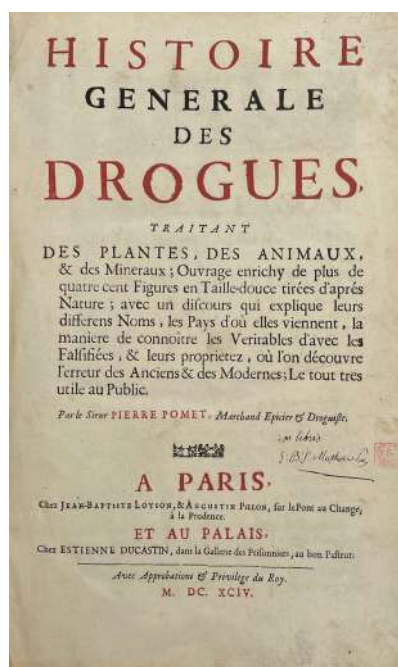 HISTOIRE
GENERALE
DES
DROGUES,
TRAITANT
DES PLANTES, DES ANIMAUX,
& des Mineraux ; Ouvrage enrichy de plus de
quatre cent Figures en Taille-douce tirées d'aprés
Nature ; avec un discours qui explique leurs
differens Noms, les Pays d'où elles viennent, la
maniere de connoître les Veritables d'avec les
Falsifiées, & leurs proprietez, où l'on découvre
l'erreur des Anciens & des Modernes ; Le tout tres
utile au Public.
Par le Sieur PIERRE POMET, Marchand Epicier & Droguiste.
ex libris
A PARIS,
Chez JEAN-BAPTISTE LOYSON, & AUGUSTIN PILLON, sur le Pont au Change,
à la Prudence.
ET AU PALAIS,
Chez ESTIENNE DUCASTIN, dans la Gallerie des Prisonniers, au bon Pasteur.
Avec Approbations & Privilege du Roy.
M. DC. XCIV.